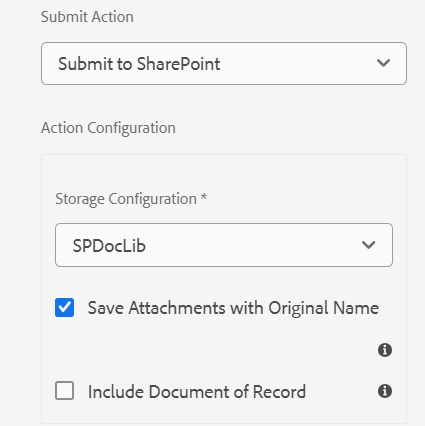 Submit Action
Submit to SharePoint
Action Configuration
Storage Configuration *
SPDocLib
Save Attachments with Original Name
Include Document of Record